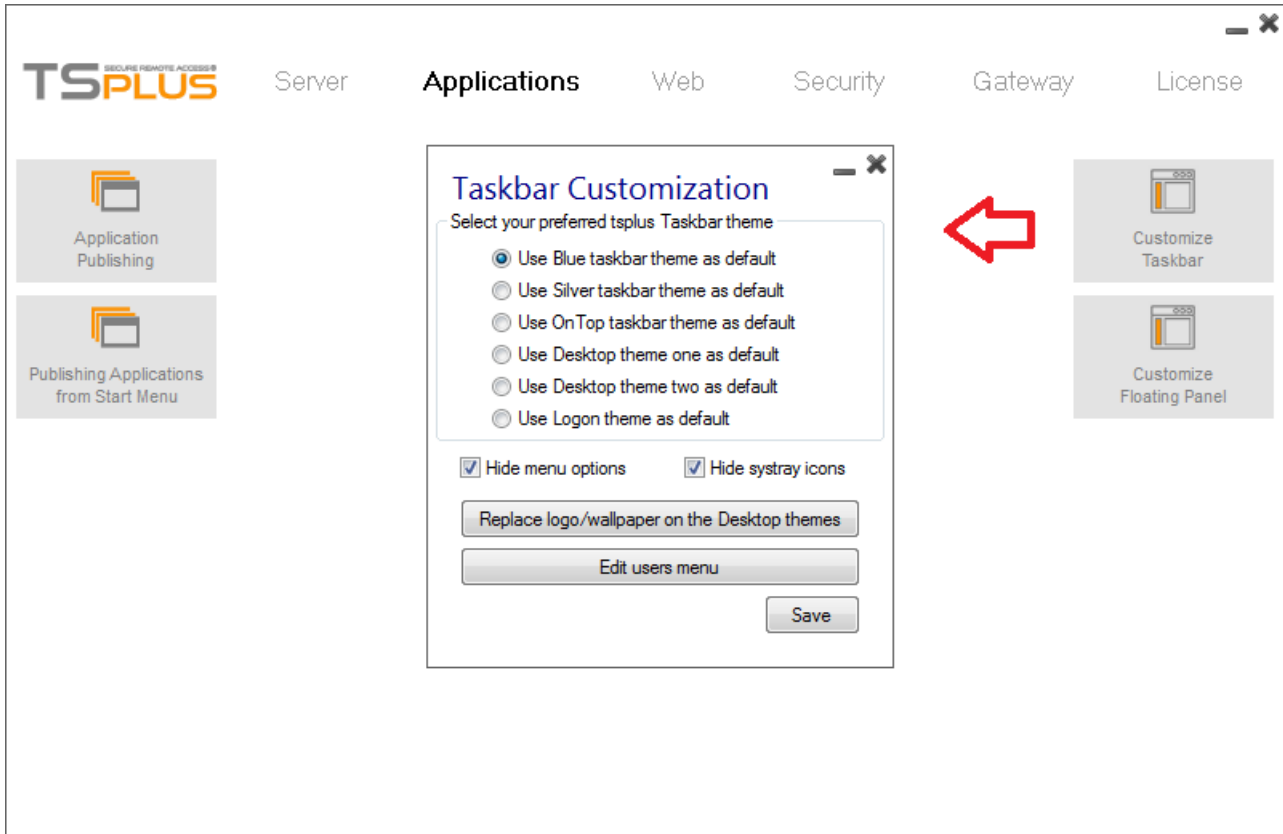 TSPLUS
SECURE REMOTE ACCESS®
Server
Applications
Web
Security
Gateway
License
Application
Publishing
Publishing Applications
from Start Menu
Taskbar Customization
Select your preferred tsplus Taskbar theme
Use Blue taskbar theme as default
Use Silver taskbar theme as default
Use OnTop taskbar theme as default
Use Desktop theme one as default
Use Desktop theme two as default
Use Logon theme as default
Hide menu options
Hide systray icons
Replace logo/wallpaper on the Desktop themes
Edit users menu
Save
Customize
Taskbar
Customize
Floating Panel